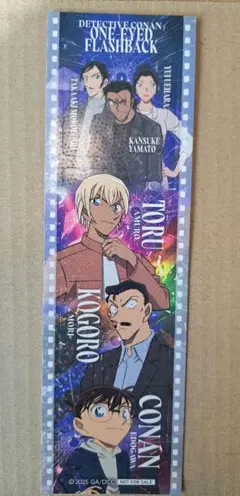 DETECTIVE CONAN
ONE-EYED
FLASHBACK
TAKAAKI MOROFUSHI
YUI UEHARA
KANSUKE
YAMATO
TORU
AMURO
KOGORO
MORI
CONAN
EDOGAWA
© 2025 GA/DCC NOT FOR SALE